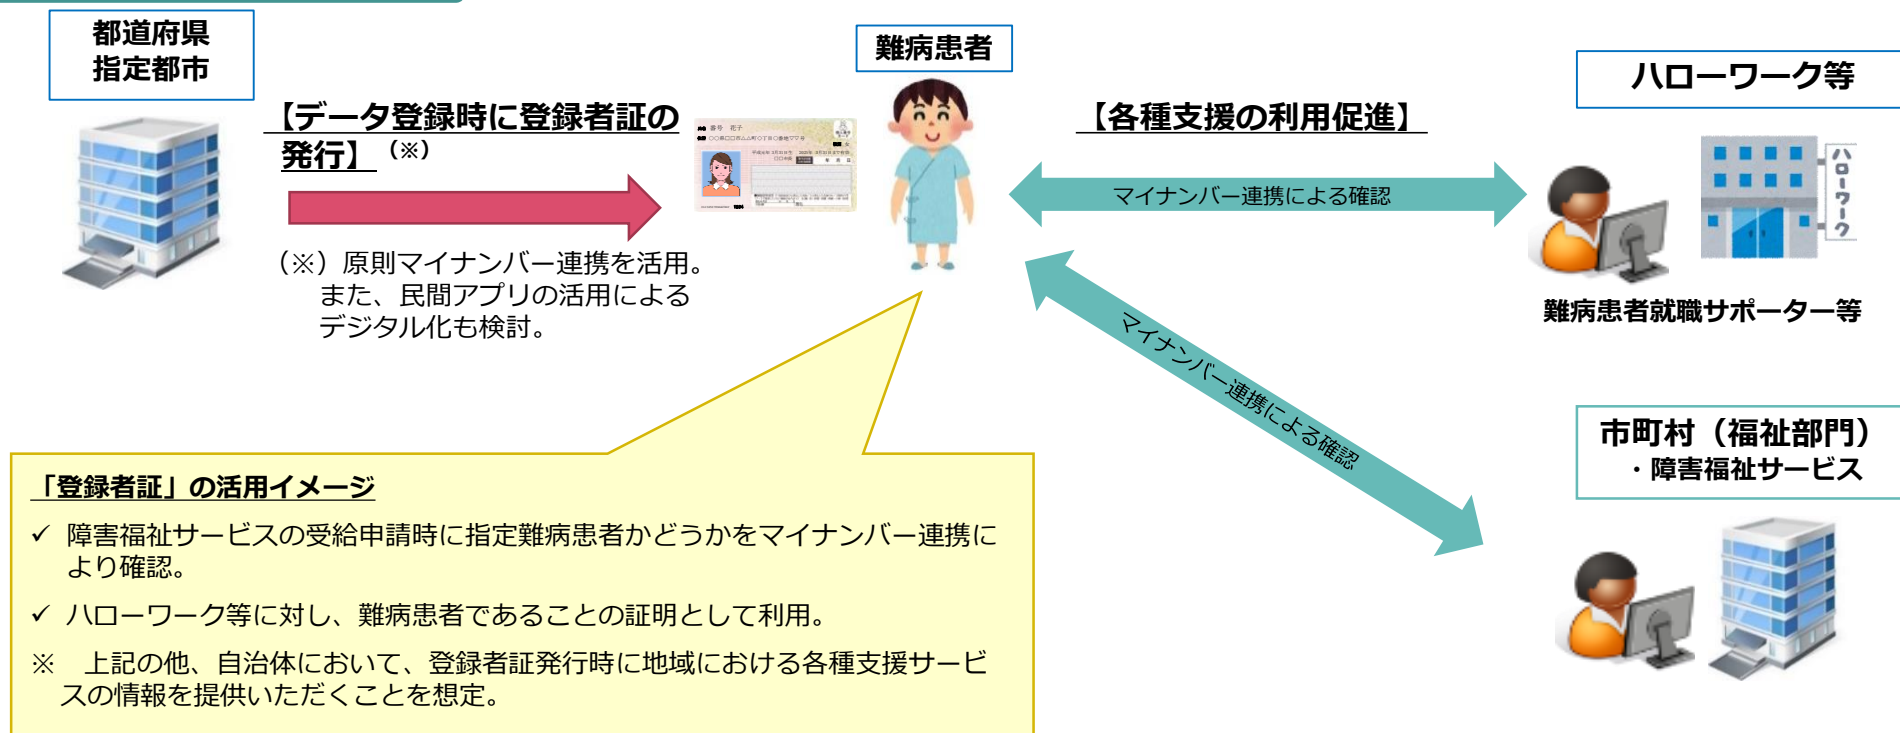 都道府県
指定都市
【データ登録時に登録者証の
発行】（※）
（※）原則マイナンバー連携を活用。
また、民間アプリの活用による
デジタル化も検討。
番号 花子
難病患者
【各種支援の利用促進】
マイナンバー連携による確認
マイナンバー連携による確認
ハローワーク等
ハローワーク
難病患者就職サポーター等
市町村（福祉部門）
・障害福祉サービス
「登録者証」の活用イメージ
✓ 障害福祉サービスの受給申請時に指定難病患者かどうかをマイナンバー連携に
より確認。
✓ ハローワーク等に対し、難病患者であることの証明として利用。
※　上記の他、自治体において、登録者証発行時に地域における各種支援サービ
スの情報を提供いただくことを想定。